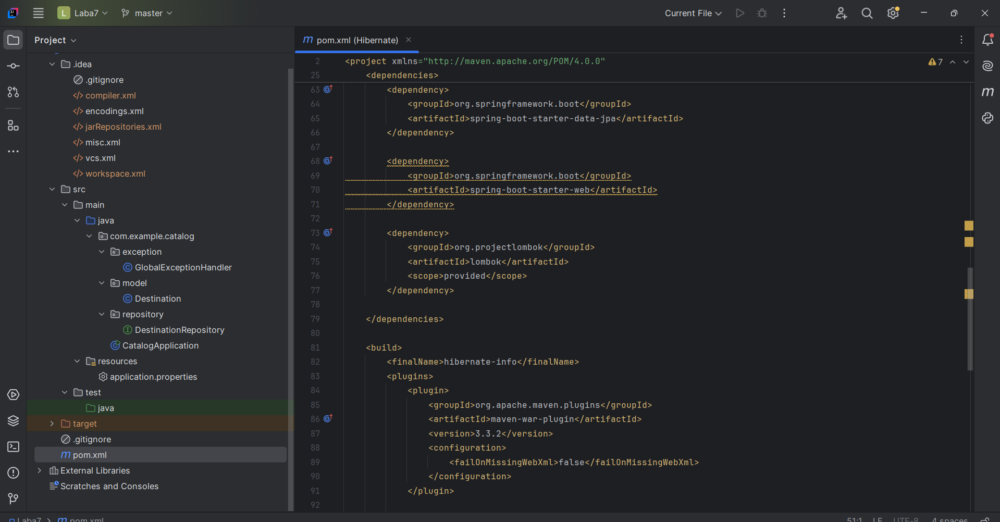 L Laba7 master Current File
Project
.idea
.gitignore
compiler.xml
encodings.xml
jarRepositories.xml
misc.xml
vcs.xml
workspace.xml
src
main
java
com.example.catalog
exception
GlobalExceptionHandler
model
Destination
repository
DestinationRepository
CatalogApplication
resources
application.properties
test
java
target
.gitignore
pom.xml
External Libraries
Scratches and Consoles
pom.xml (Hibernate)
2 <project xmlns="http://maven.apache.org/POM/4.0.0" 7
25 <dependencies>
63 <dependency>
64 <groupId>org.springframework.boot</groupId>
65 <artifactId>spring-boot-starter-data-jpa</artifactId>
66 </dependency>
67
68 <dependency>
69 <groupId>org.springframework.boot</groupId>
70 <artifactId>spring-boot-starter-web</artifactId>
71 </dependency>
72
73 <dependency>
74 <groupId>org.projectlombok</groupId>
75 <artifactId>lombok</artifactId>
76 <scope>provided</scope>
77 </dependency>
78
79 </dependencies>
80
81 <build>
82 <finalName>hibernate-info</finalName>
83 <plugins>
84 <plugin>
85 <groupId>org.apache.maven.plugins</groupId>
86 <artifactId>maven-war-plugin</artifactId>
87 <version>3.3.2</version>
88 <configuration>
89 <failOnMissingWebXml>false</failOnMissingWebXml>
90 </configuration>
91 </plugin>
92
Laba7 > pom.xml 51:1 LF UTF-8 4 spaces